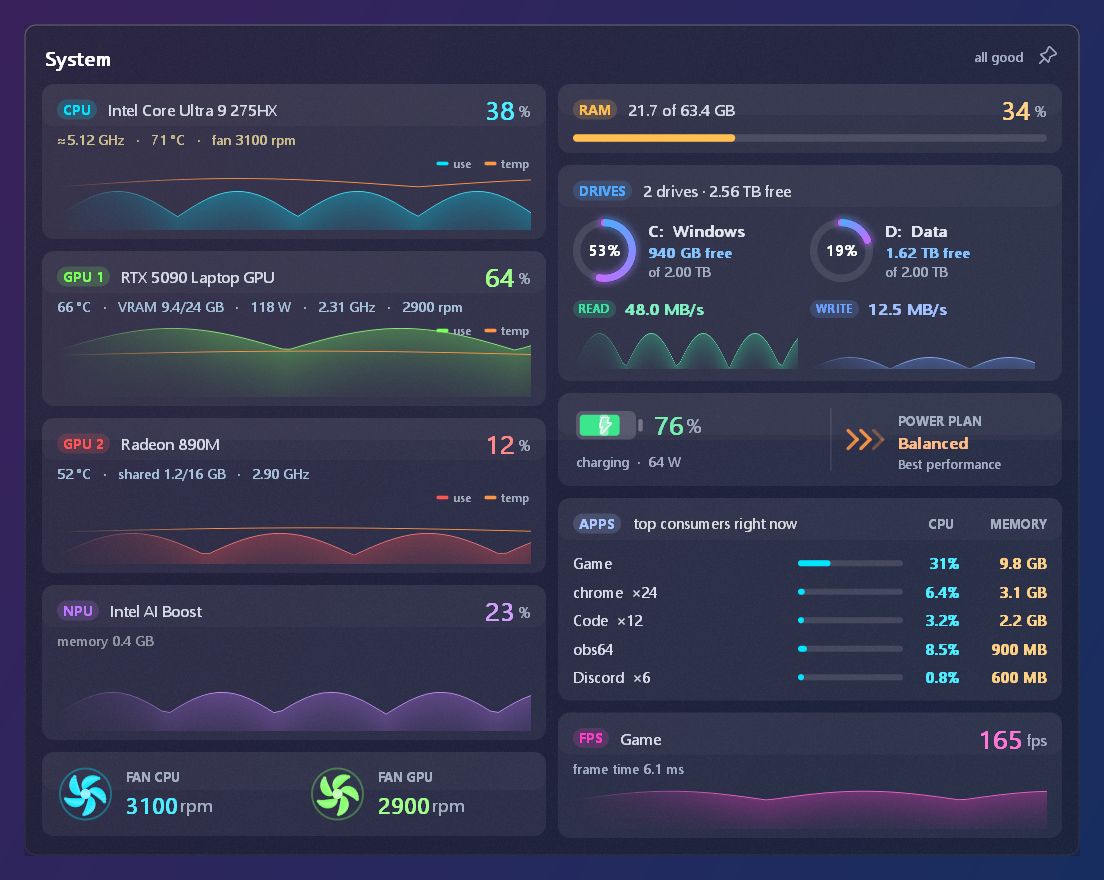 System
all good
CPU Intel Core Ultra 9 275HX 38 %
≈5.12 GHz · 71 °C · fan 3100 rpm
use temp
GPU 1 RTX 5090 Laptop GPU 64 %
66 °C · VRAM 9.4/24 GB · 118 W · 2.31 GHz · 2900 rpm
use temp
GPU 2 Radeon 890M 12 %
52 °C · shared 1.2/16 GB · 2.90 GHz
use temp
NPU Intel AI Boost 23 %
memory 0.4 GB
FAN CPU
3100 rpm
FAN GPU
2900 rpm
RAM 21.7 of 63.4 GB 34 %
DRIVES 2 drives · 2.56 TB free
53%
C: Windows
940 GB free
of 2.00 TB
19%
D: Data
1.62 TB free
of 2.00 TB
READ 48.0 MB/s
WRITE 12.5 MB/s
76 %
charging · 64 W
POWER PLAN
Balanced
Best performance
APPS top consumers right now CPU MEMORY
Game 31% 9.8 GB
chrome ×24 6.4% 3.1 GB
Code ×12 3.2% 2.2 GB
obs64 8.5% 900 MB
Discord ×6 0.8% 600 MB
FPS Game 165 fps
frame time 6.1 ms